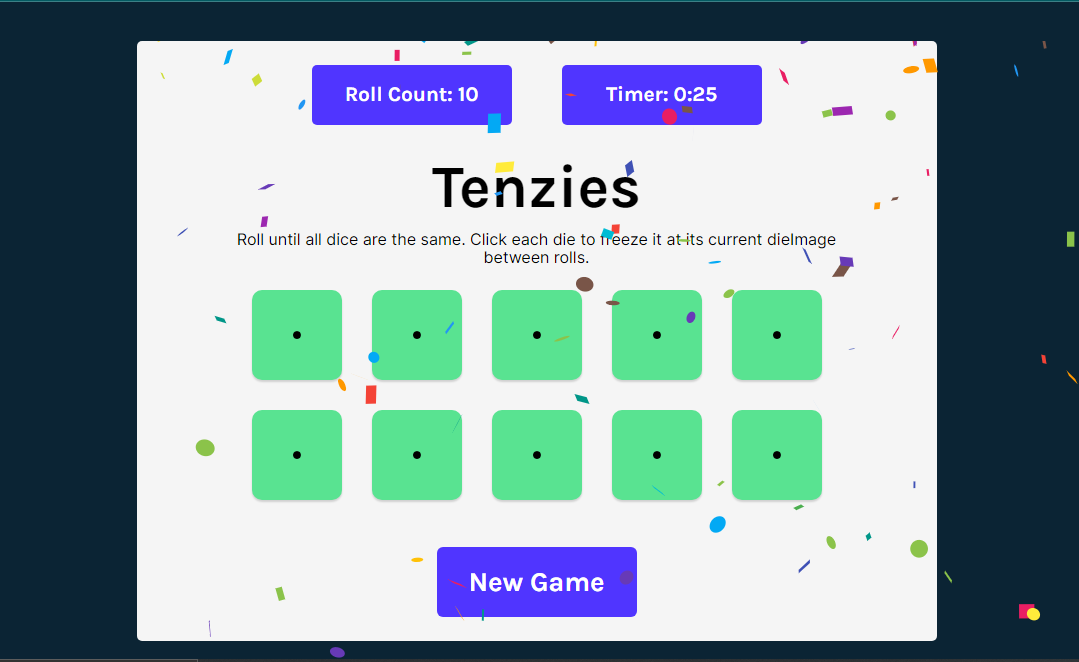 Roll Count: 10
Timer: 0:25
Tenzies
Roll until all dice are the same. Click each die to freeze it at its current dieImage
between rolls.
New Game